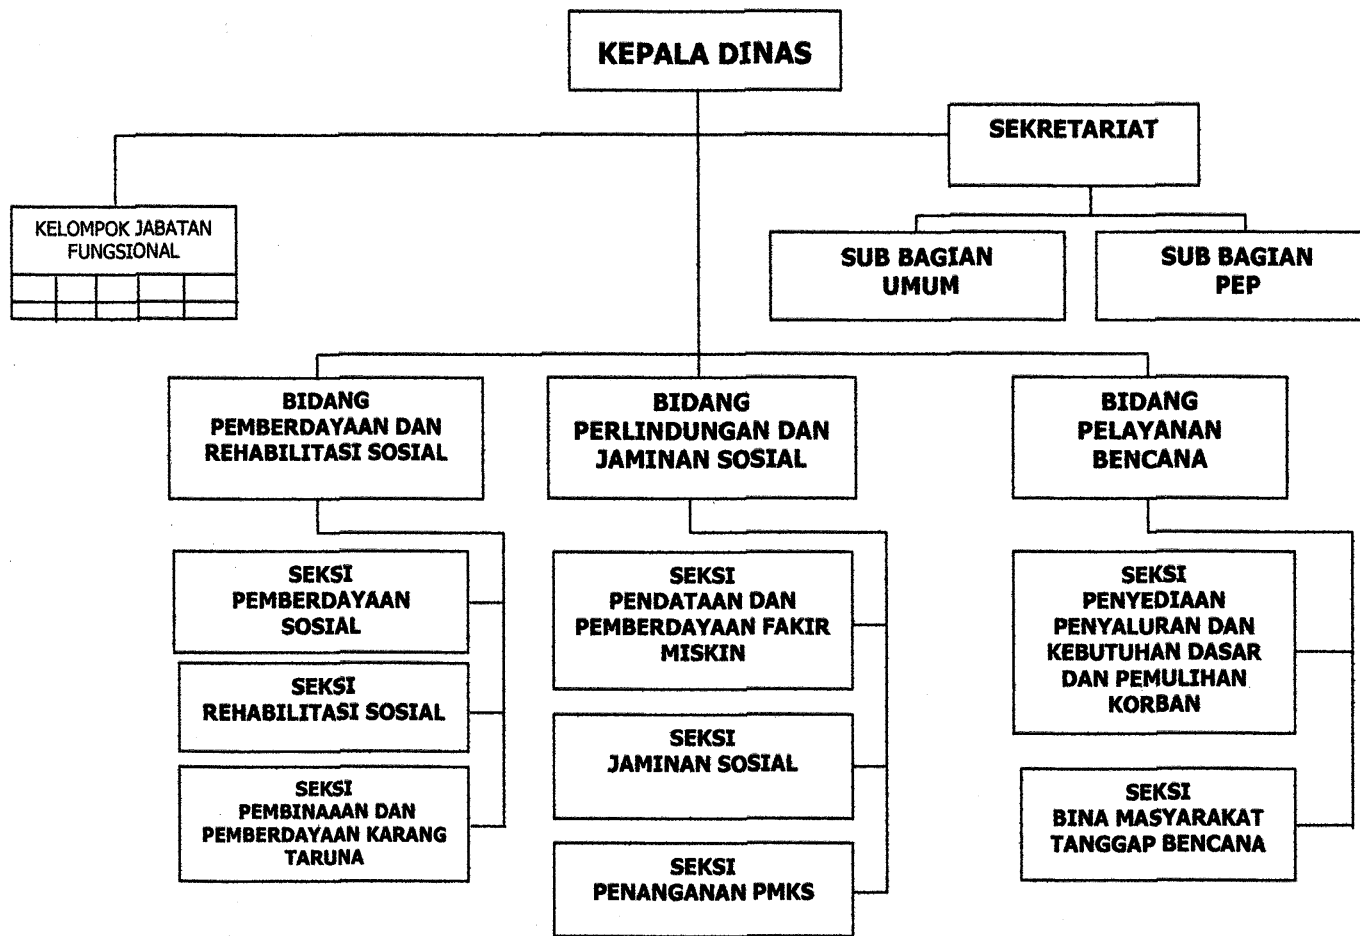 KEPALA DINAS
SEKRETARIAT
KELOMPOK JABATAN
FUNGSIONAL
SUB BAGIAN
UMUM
SUB BAGIAN
PEP
BIDANG
PEMBERDAYAAN DAN
REHABILITASI SOSIAL
BIDANG
PERLINDUNGAN DAN
JAMINAN SOSIAL
BIDANG
PELAYANAN
BENCANA
SEKSI
PEMBERDAYAAN
SOSIAL
SEKSI
REHABILITASI SOSIAL
SEKSI
PEMBINAAAN DAN
PEMBERDAYAAN KARANG
TARUNA
SEKSI
PENDATAAN DAN
PEMBERDAYAAN FAKIR
MISKIN
SEKSI
JAMINAN SOSIAL
SEKSI
PENANGANAN PMKS
SEKSI
PENYEDIAAN
PENYALURAN DAN
KEBUTUHAN DASAR
DAN PEMULIHAN
KORBAN
SEKSI
BINA MASYARAKAT
TANGGAP BENCANA